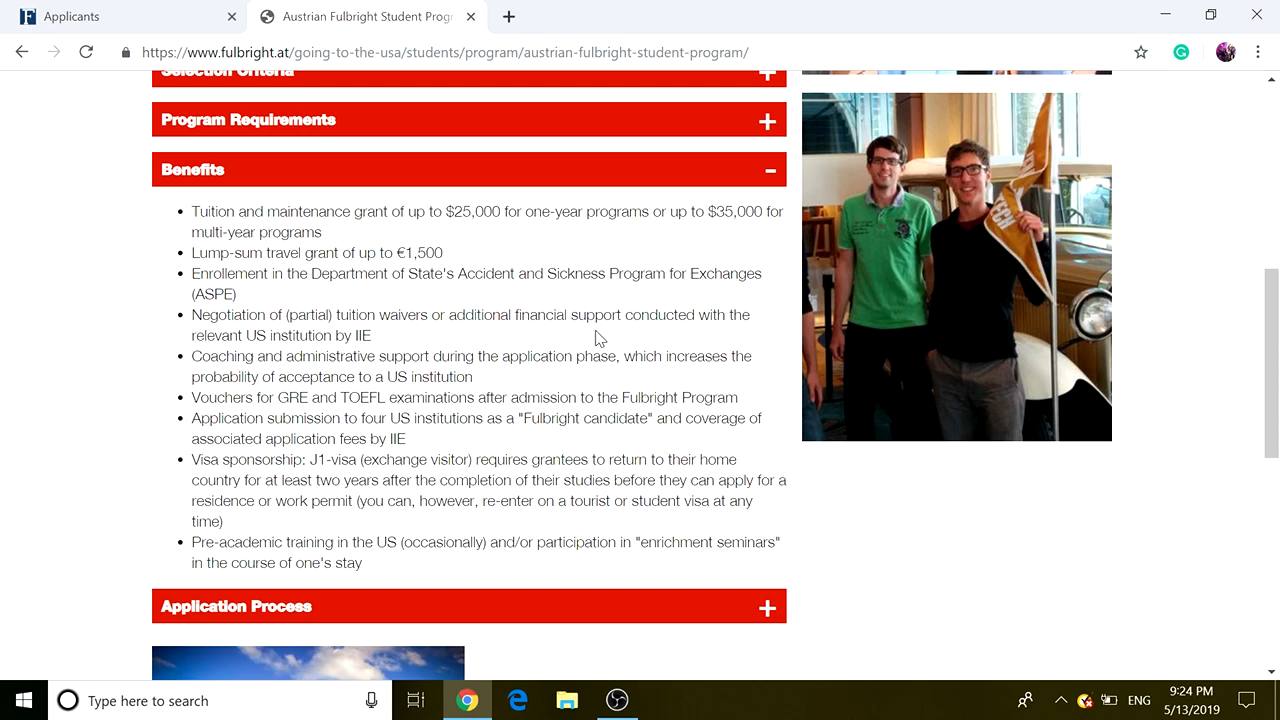 Applicants
Austrian Fulbright Student Progr
https://www.fulbright.at/going-to-the-usa/students/program/austrian-fulbright-student-program/
Selection Criteria
Program Requirements
Benefits
Tuition and maintenance grant of up to $25,000 for one-year programs or up to $35,000 for
multi-year programs
Lump-sum travel grant of up to €1,500
Enrollement in the Department of State's Accident and Sickness Program for Exchanges
(ASPE)
Negotiation of (partial) tuition waivers or additional financial support conducted with the
relevant US institution by IIE
Coaching and administrative support during the application phase, which increases the
probability of acceptance to a US institution
Vouchers for GRE and TOEFL examinations after admission to the Fulbright Program
Application submission to four US institutions as a "Fulbright candidate" and coverage of
associated application fees by IIE
Visa sponsorship: J1-visa (exchange visitor) requires grantees to return to their home
country for at least two years after the completion of their studies before they can apply for a
residence or work permit (you can, however, re-enter on a tourist or student visa at any
time)
Pre-academic training in the US (occasionally) and/or participation in "enrichment seminars"
in the course of one's stay
Application Process
TECH
Type here to search
ENG
9:24 PM
5/13/2019